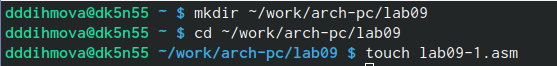 dddihmova@dk5n55 ~ $ mkdir ~/work/arch-pc/lab09
dddihmova@dk5n55 ~ $ cd ~/work/arch-pc/lab09
dddihmova@dk5n55 ~/work/arch-pc/lab09 $ touch lab09-1.asm